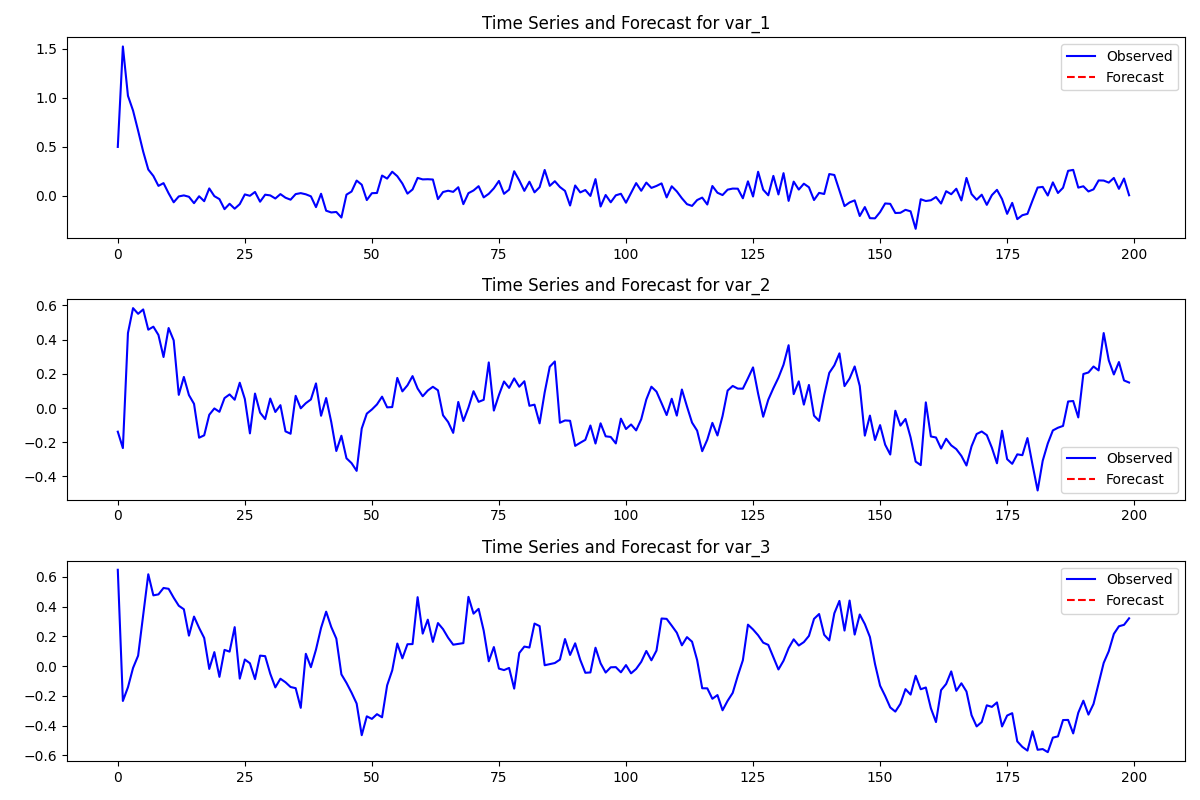 Time Series and Forecast for var_1
1.5
1.0
0.5
0.0
Observed
Forecast
0 25 50 75 100 125 150 175 200
Time Series and Forecast for var_2
0.6
0.4
0.2
0.0
−0.2
−0.4
Observed
Forecast
0 25 50 75 100 125 150 175 200
Time Series and Forecast for var_3
0.6
0.4
0.2
0.0
−0.2
−0.4
−0.6
Observed
Forecast
0 25 50 75 100 125 150 175 200